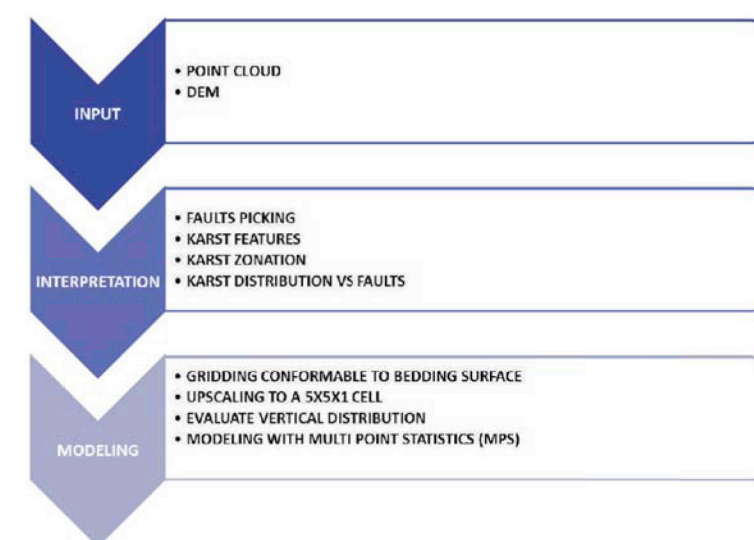 INPUT
• POINT CLOUD
• DEM
INTERPRETATION
• FAULTS PICKING
• KARST FEATURES
• KARST ZONATION
• KARST DISTRIBUTION VS FAULTS
MODELING
• GRIDDING CONFORMABLE TO BEDDING SURFACE
• UPSCALING TO A 5X5X1 CELL
• EVALUATE VERTICAL DISTRIBUTION
• MODELING WITH MULTI POINT STATISTICS (MPS)